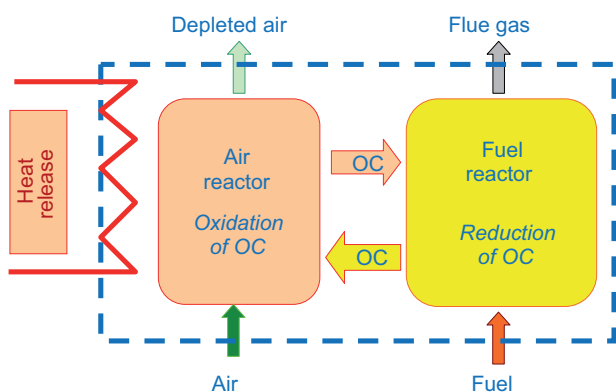 Depleted air
Flue gas
Heat
release
Air
reactor
Oxidation
of OC
OC
OC
Fuel
reactor
Reduction
of OC
Air
Fuel